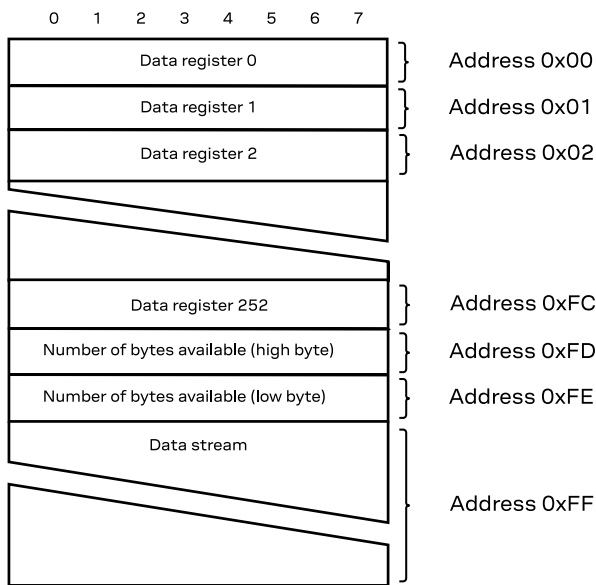 0 1 2 3 4 5 6 7
Data register 0 Address 0x00
Data register 1 Address 0x01
Data register 2 Address 0x02
Data register 252 Address 0xFC
Number of bytes available (high byte) Address 0xFD
Number of bytes available (low byte) Address 0xFE
Data stream
Address 0xFF